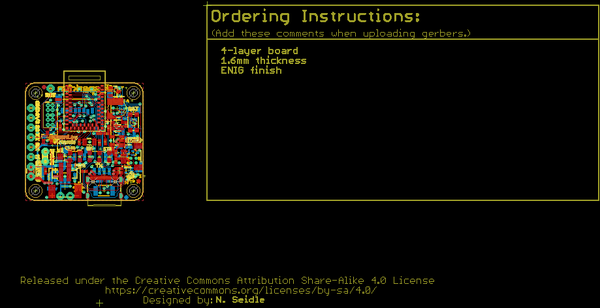 Ordering Instructions:
(Add these comments when uploading gerbers.)
4-layer board
1.6mm thickness
ENIG finish
Released under the Creative Commons Attribution Share-Alike 4.0 License
https://creativecommons.org/licenses/by-sa/4.0/
Designed by: N. Seidle